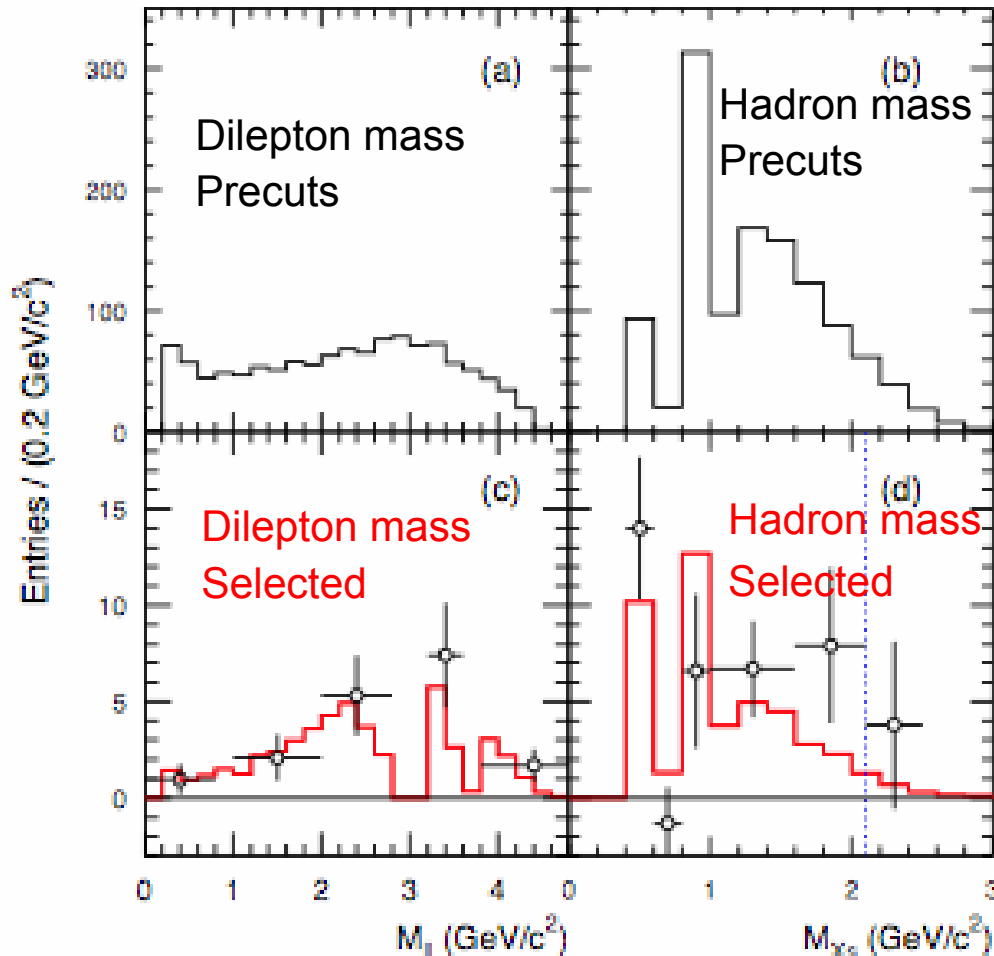 (a)
Dilepton mass
Precuts
(b)
Hadron mass
Precuts
300
200
100
0
Entries / (0.2 GeV/c²)
(c)
Dilepton mass
Selected
(d)
Hadron mass
Selected
15
10
5
0
0 1 2 3 4 0 1 2 3
M_ll (GeV/c²)
M_Xs (GeV/c²)